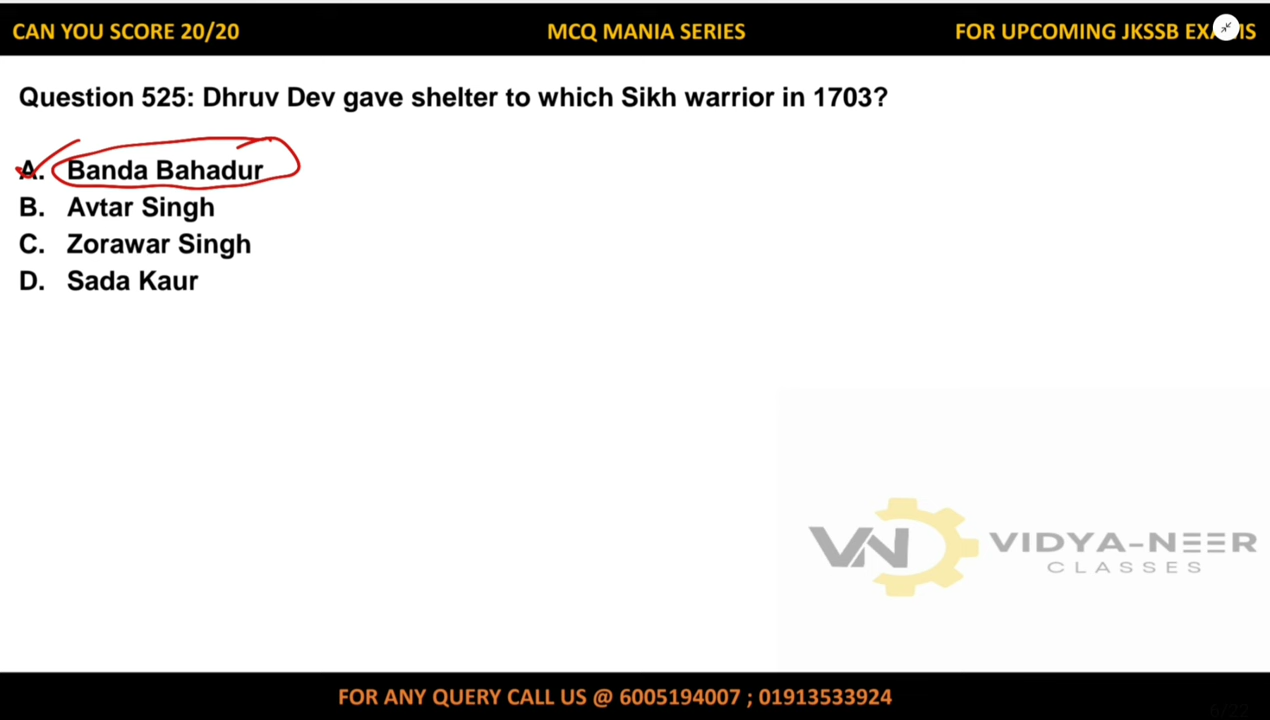 CAN YOU SCORE 20/20 MCQ MANIA SERIES FOR UPCOMING JKSSB EX
Question 525: Dhruv Dev gave shelter to which Sikh warrior in 1703?
A. Banda Bahadur
B. Avtar Singh
C. Zorawar Singh
D. Sada Kaur
VN VIDYA-NEER
CLASSES
FOR ANY QUERY CALL US @ 6005194007 ; 01913533924